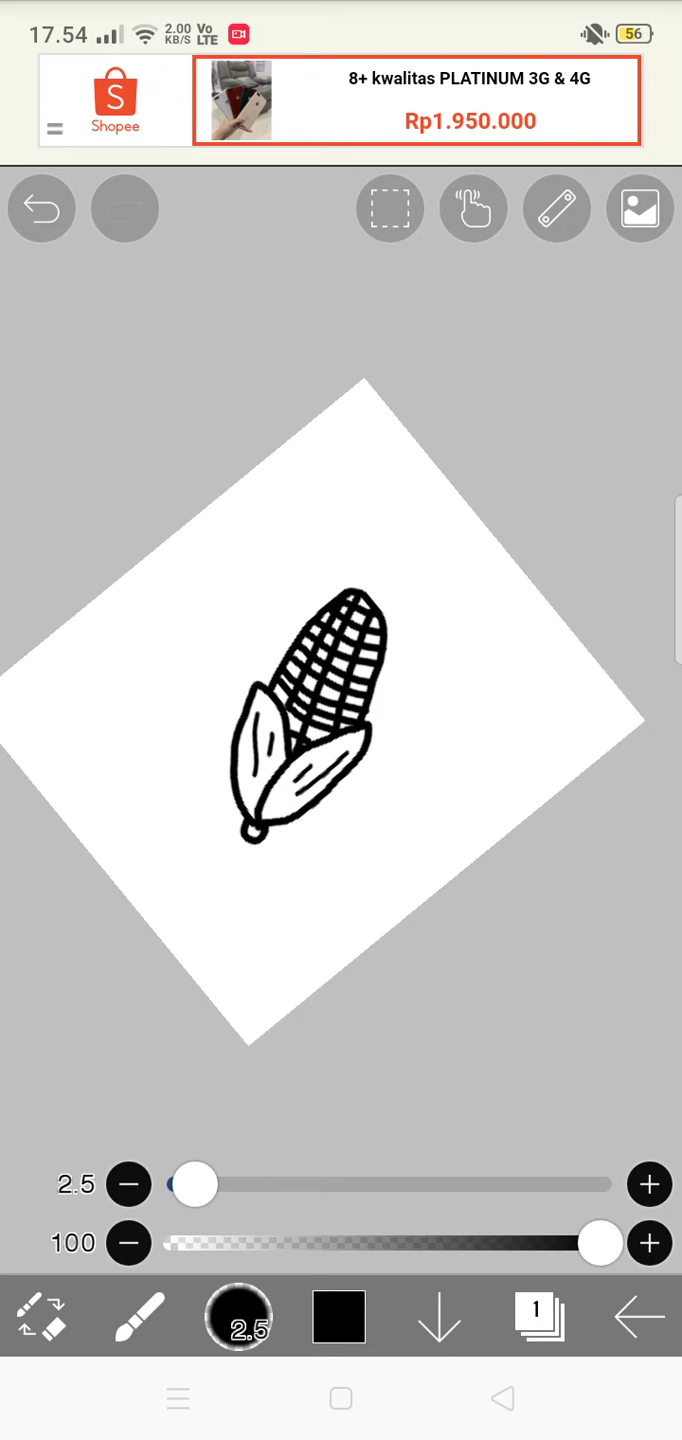 17.54 2.00 KB/S Vo LTE 56
Shopee
8+ kwalitas PLATINUM 3G & 4G
Rp1.950.000
2.5
100
2.5
1